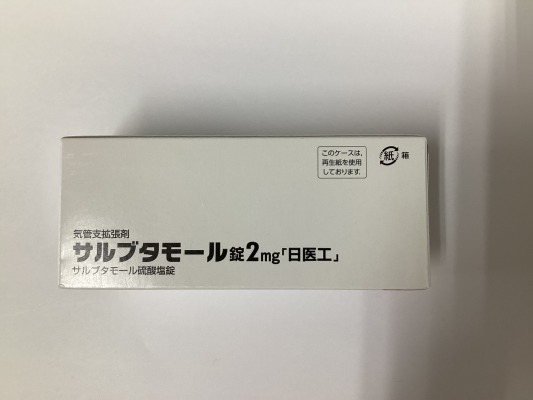 このケースは、
再生紙を使用
しております。
紙 箱
気管支拡張剤
サルブタモール錠2mg「日医工」
サルブタモール硫酸塩錠